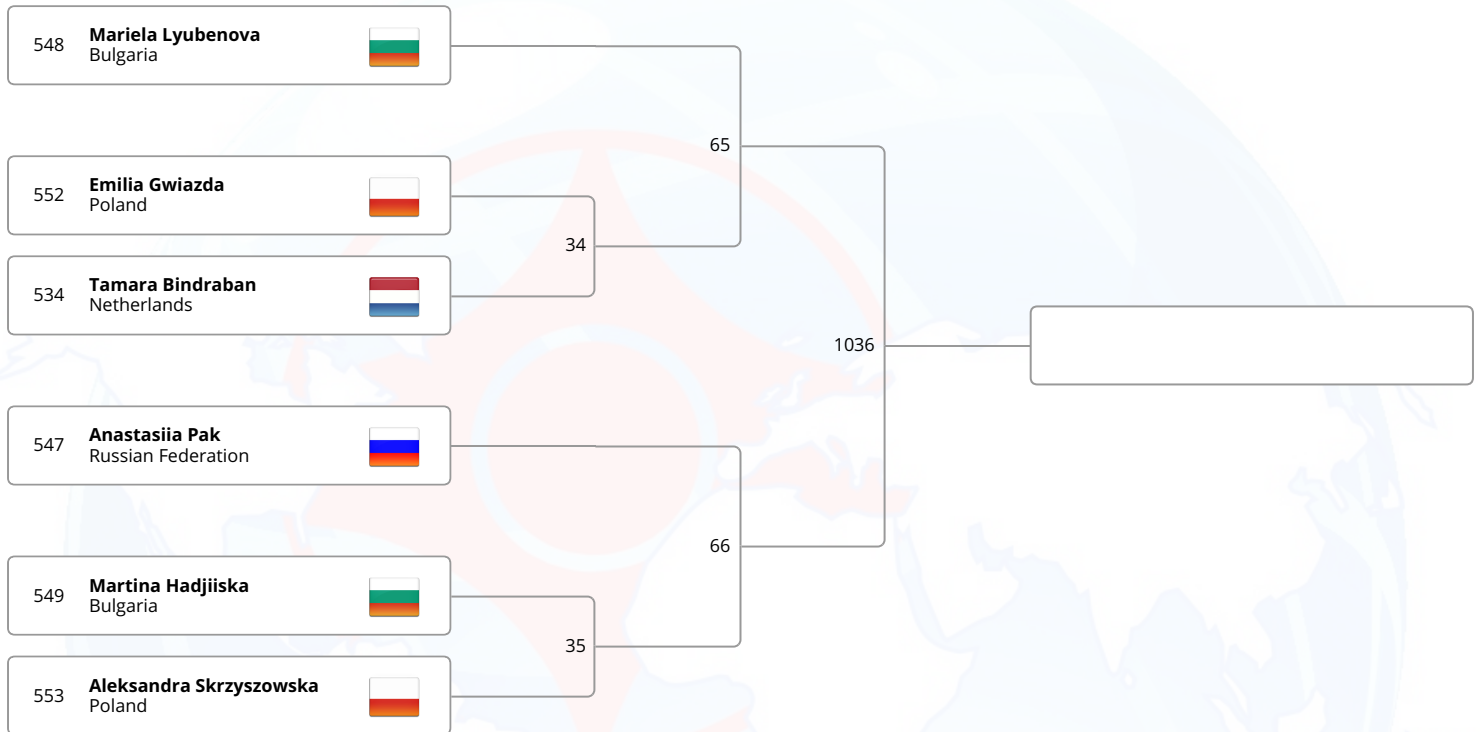 548
Mariela Lyubenova
Bulgaria
65
552
Emilia Gwiazda
Poland
34
534
Tamara Bindraban
Netherlands
1036
547
Anastasiia Pak
Russian Federation
66
549
Martina Hadjiiska
Bulgaria
35
553
Aleksandra Skrzyszowska
Poland